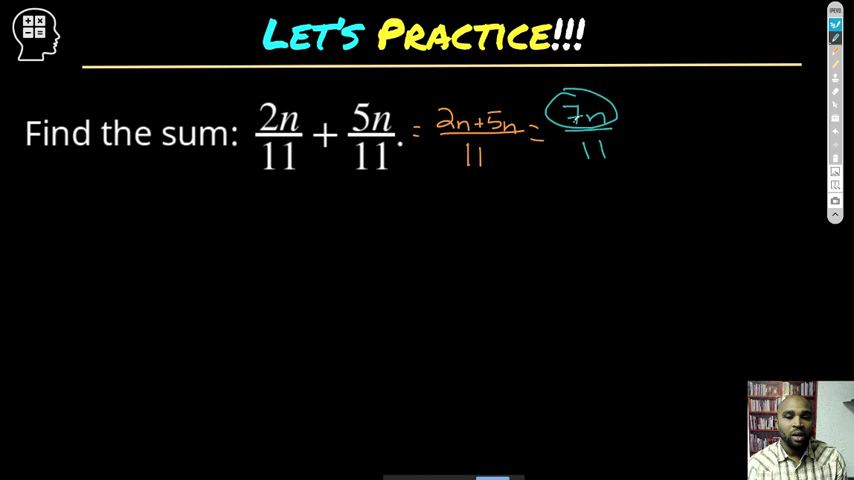 LET'S PRACTICE!!!
Find the sum: 2n/11 + 5n/11. = 2n+5n/11 = 7n/11